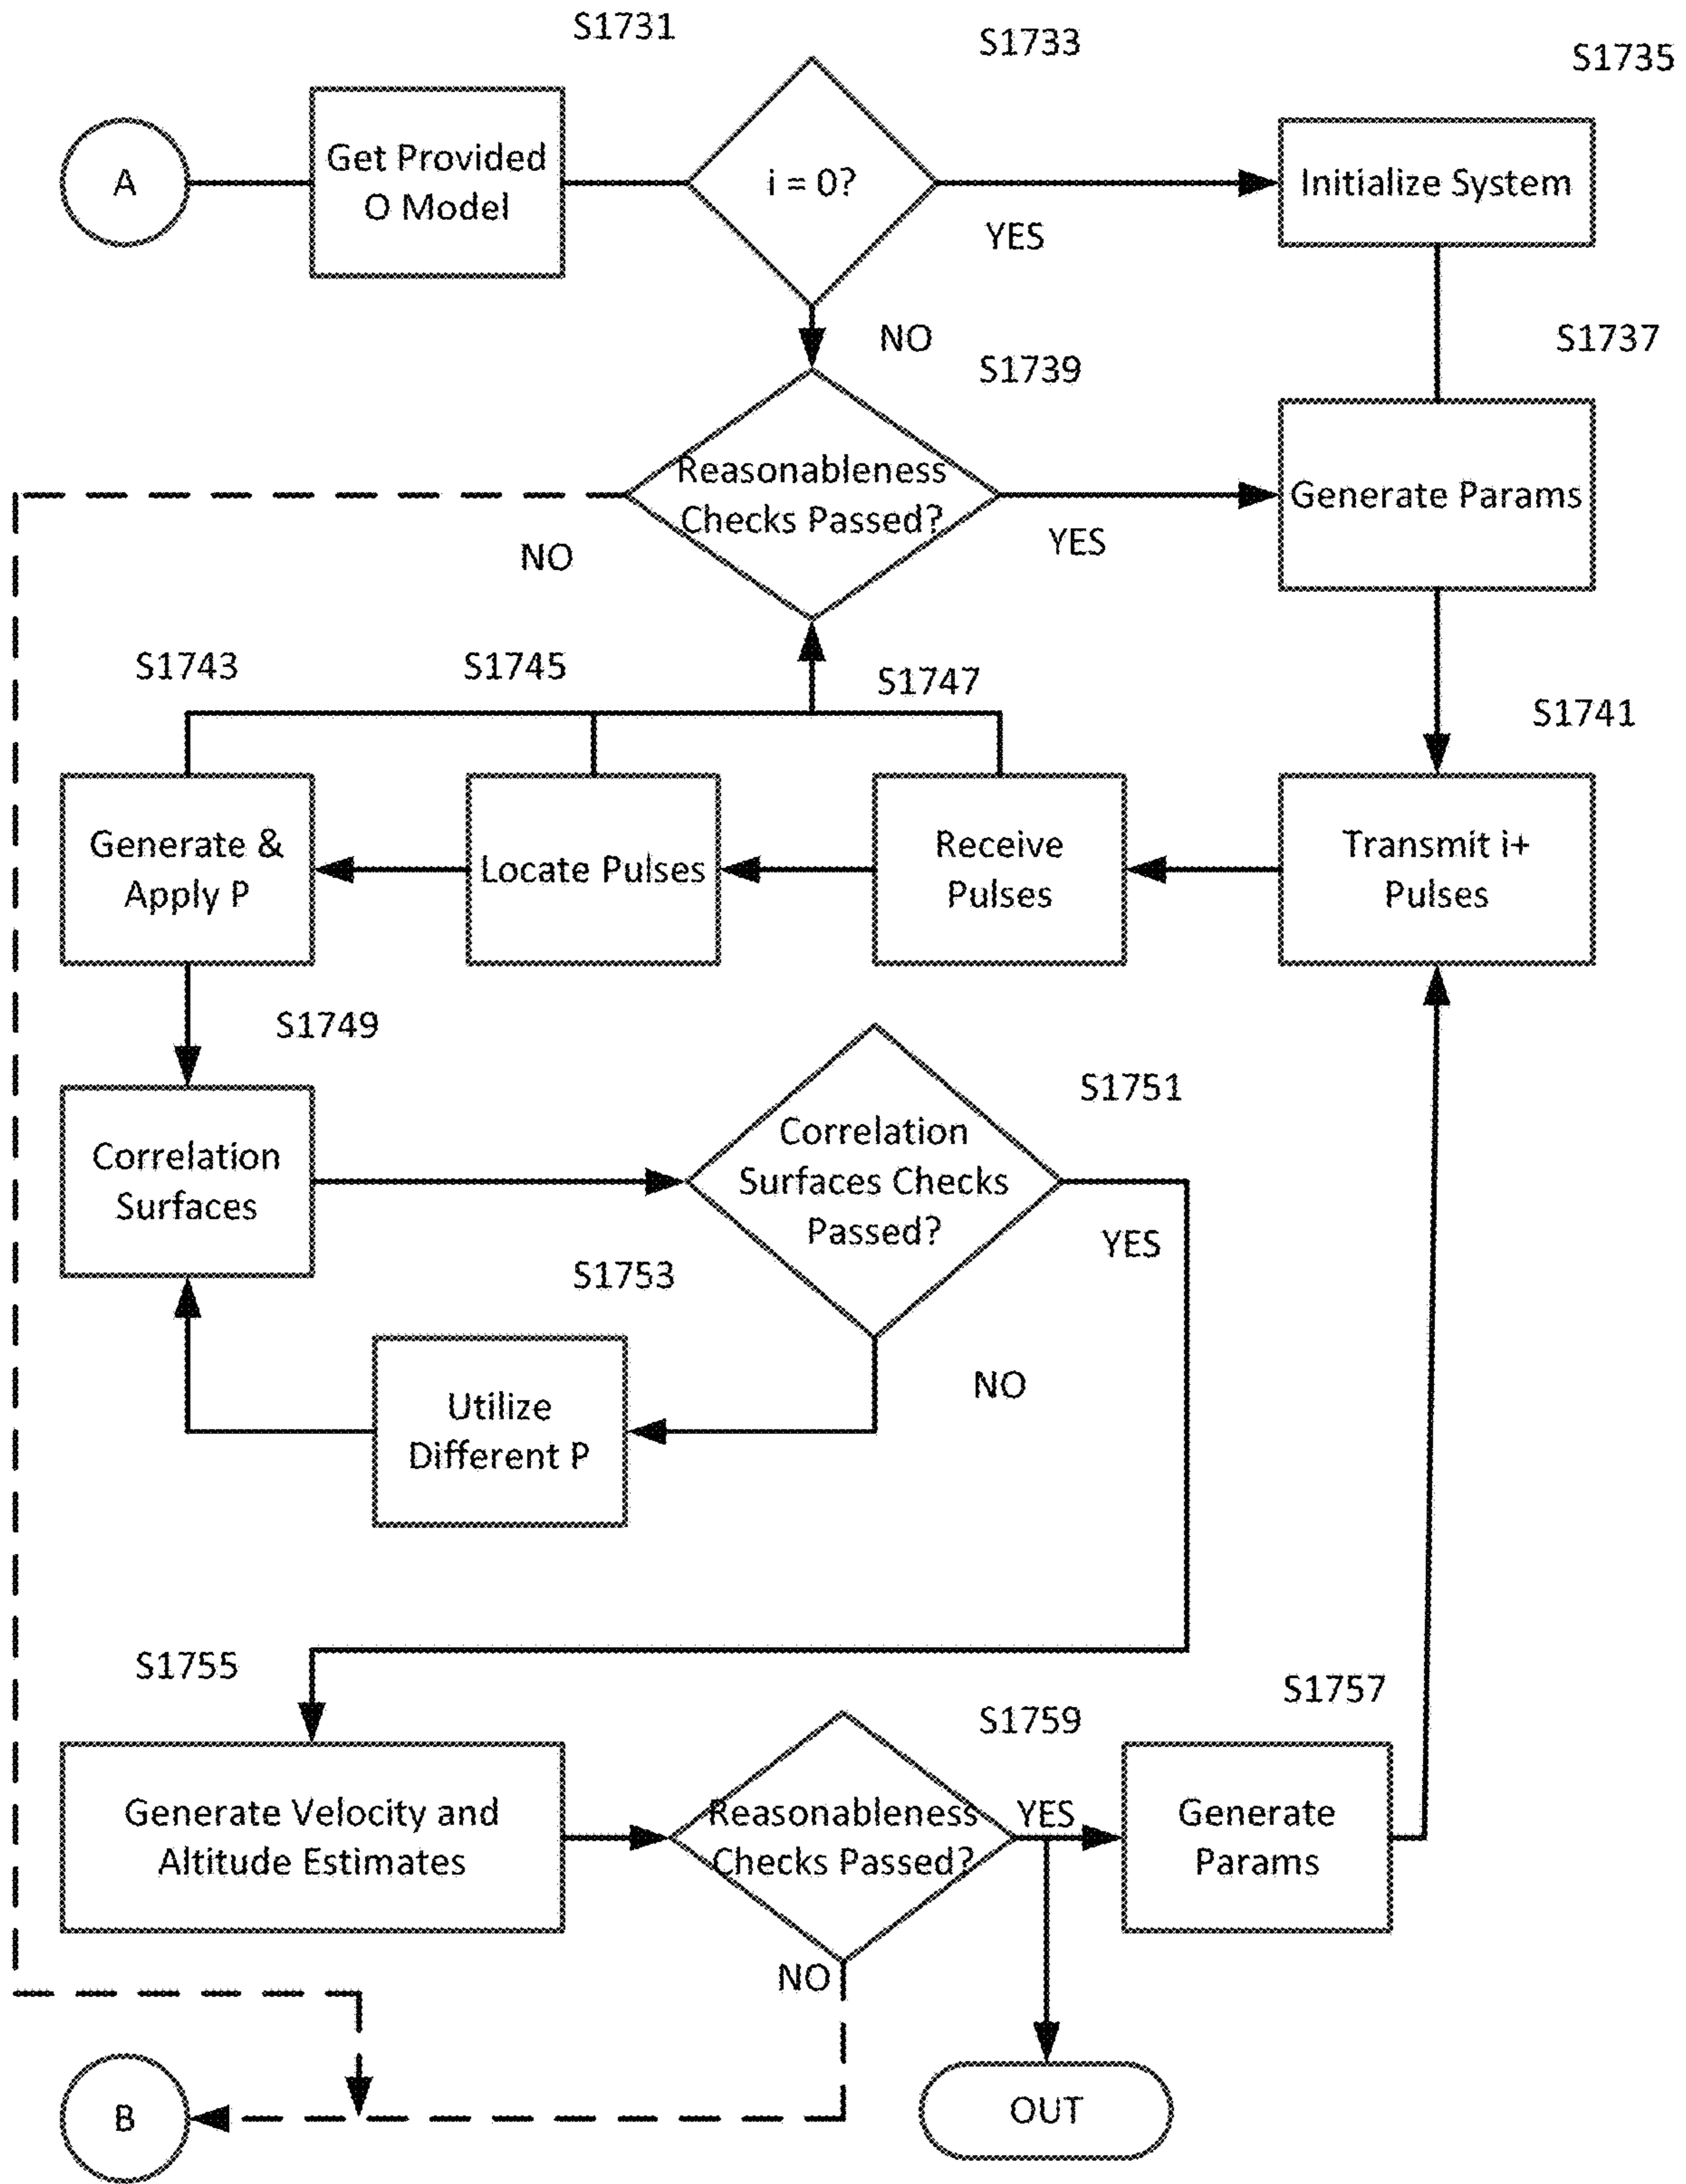 S1731
S1733
S1735
A
Get Provided
O Model
i = 0?
Initialize System
YES
NO
S1737
S1739
Reasonableness
Checks Passed?
Generate Params
NO
YES
S1743
S1745
S1747
S1741
Generate &
Apply P
Locate Pulses
Receive
Pulses
Transmit i+
Pulses
S1749
S1751
Correlation
Surfaces
Correlation
Surfaces Checks
Passed?
YES
S1753
NO
Utilize
Different P
S1755
S1757
S1759
Generate Velocity and
Altitude Estimates
Reasonableness
Checks Passed?
YES
Generate
Params
NO
B
OUT